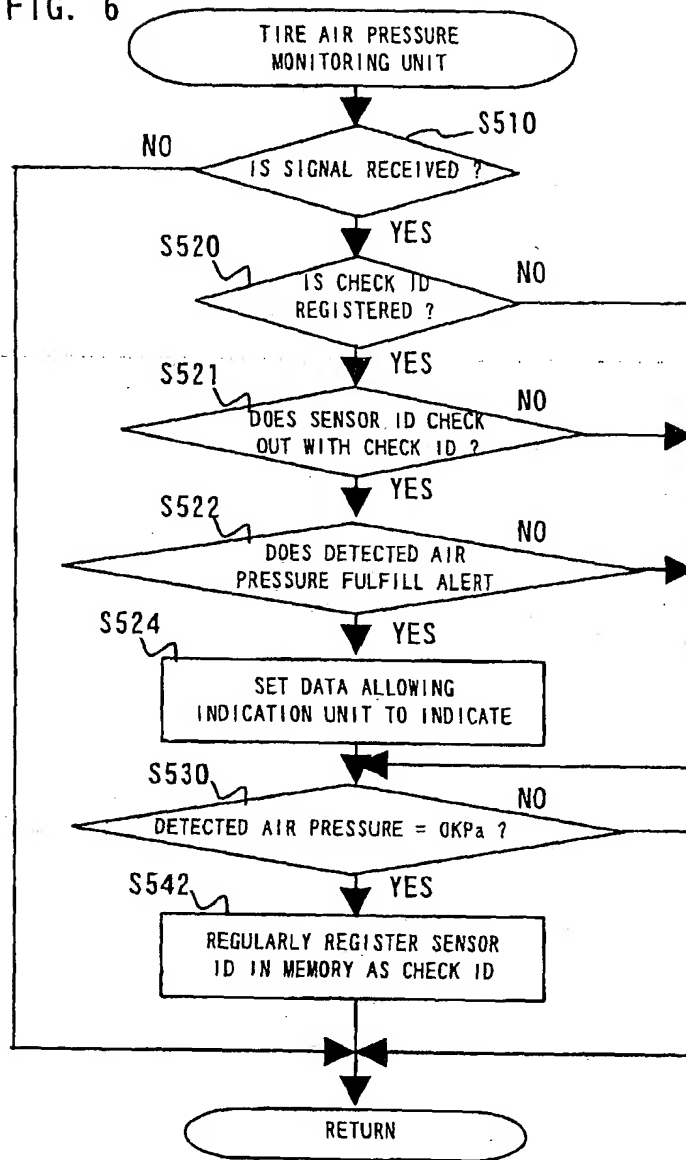 FIG. 6
TIRE AIR PRESSURE
MONITORING UNIT
S510
NO
IS SIGNAL RECEIVED ?
YES
S520
NO
IS CHECK ID
REGISTERED ?
YES
S521
NO
DOES SENSOR ID CHECK
OUT WITH CHECK ID ?
YES
S522
NO
DOES DETECTED AIR
PRESSURE FULFILL ALERT
YES
S524
SET DATA ALLOWING
INDICATION UNIT TO INDICATE
S530
NO
DETECTED AIR PRESSURE = 0KPa ?
YES
S542
REGULARLY REGISTER SENSOR
ID IN MEMORY AS CHECK ID
RETURN